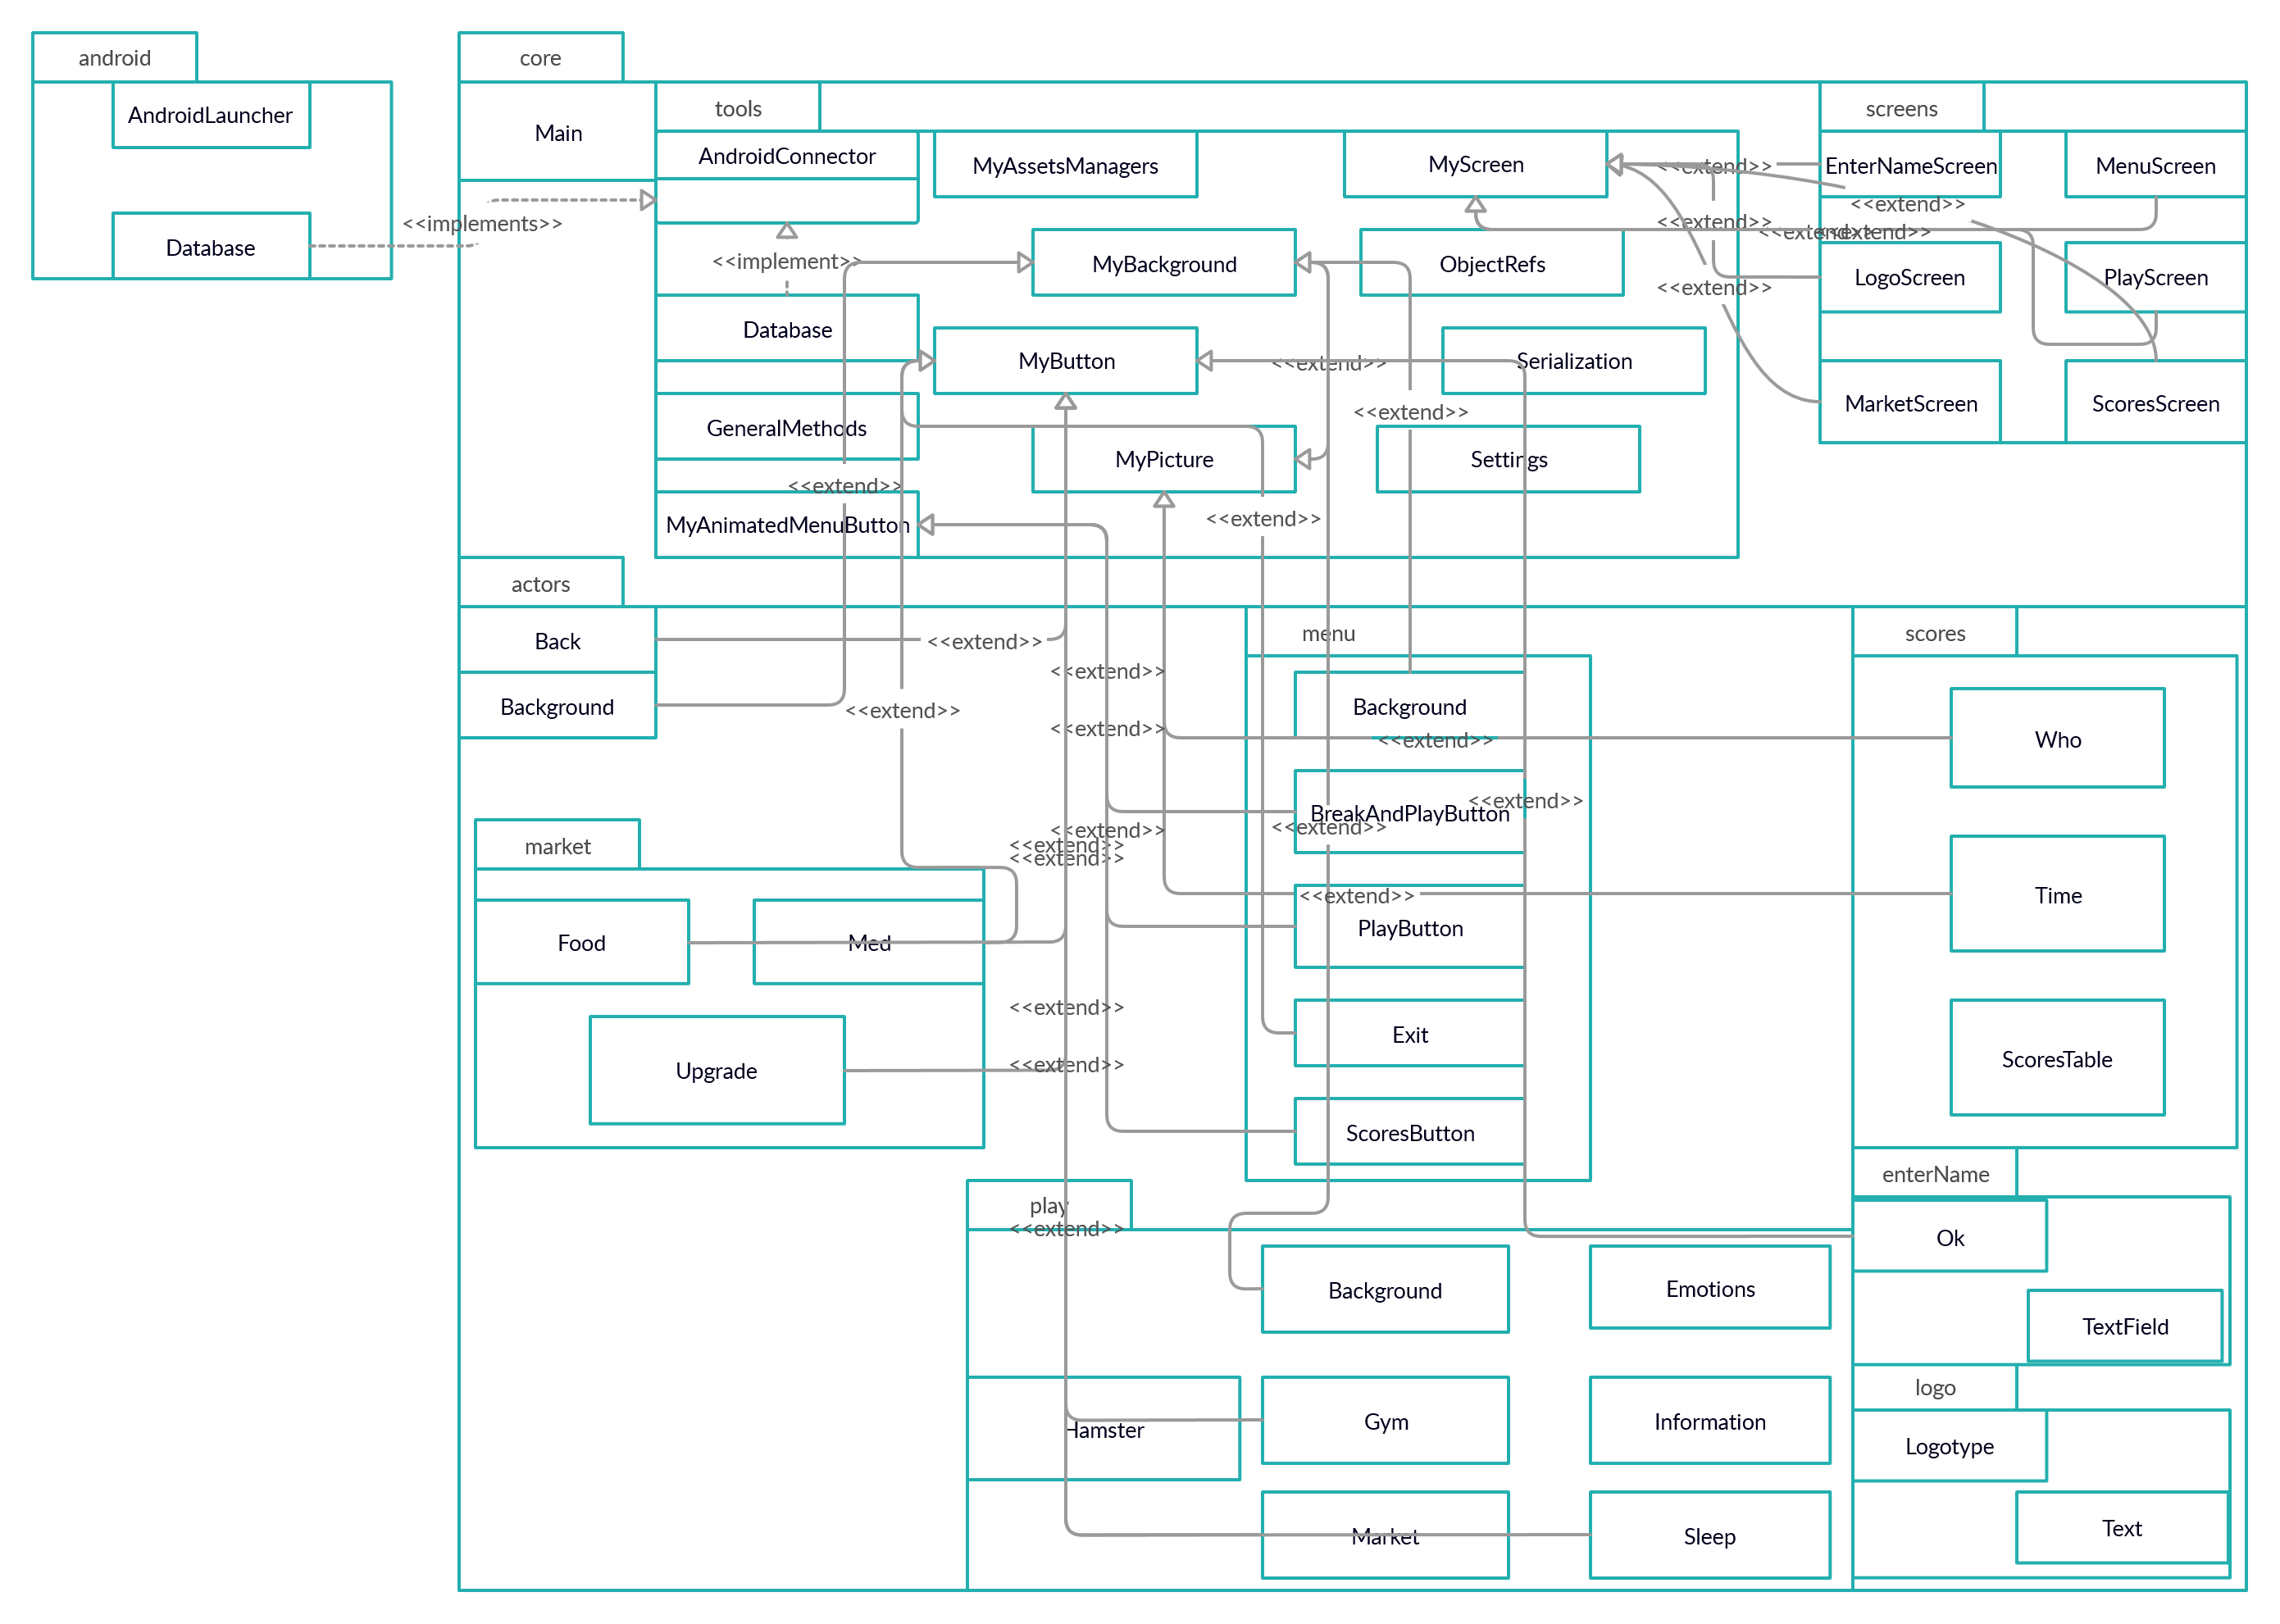 android
core
AndroidLauncher
Main
tools
screens
AndroidConnector
MyAssetsManagers
MyScreen
<<extend>>
EnterNameScreen
MenuScreen
<<extend>>
<<implements>>
<<extend>>
<<extend>>
<<extend>>
Database
<<implement>>
MyBackground
ObjectRefs
LogoScreen
PlayScreen
<<extend>>
Database
MyButton
<<extend>>
Serialization
<<extend>>
MarketScreen
ScoresScreen
GeneralMethods
MyPicture
Settings
<<extend>>
MyAnimatedMenuButton
<<extend>>
actors
Back
<<extend>>
menu
scores
<<extend>>
Background
<<extend>>
Background
<<extend>>
<<extend>>
Who
<<extend>>
BreakAndPlayButton
<<extend>>
<<extend>>
market
<<extend>>
<<extend>>
<<extend>>
Time
Food
Med
PlayButton
<<extend>>
Exit
Upgrade
<<extend>>
ScoresTable
ScoresButton
enterName
play
<<extend>>
Ok
Background
Emotions
TextField
logo
Hamster
Gym
Information
Logotype
Market
Sleep
Text